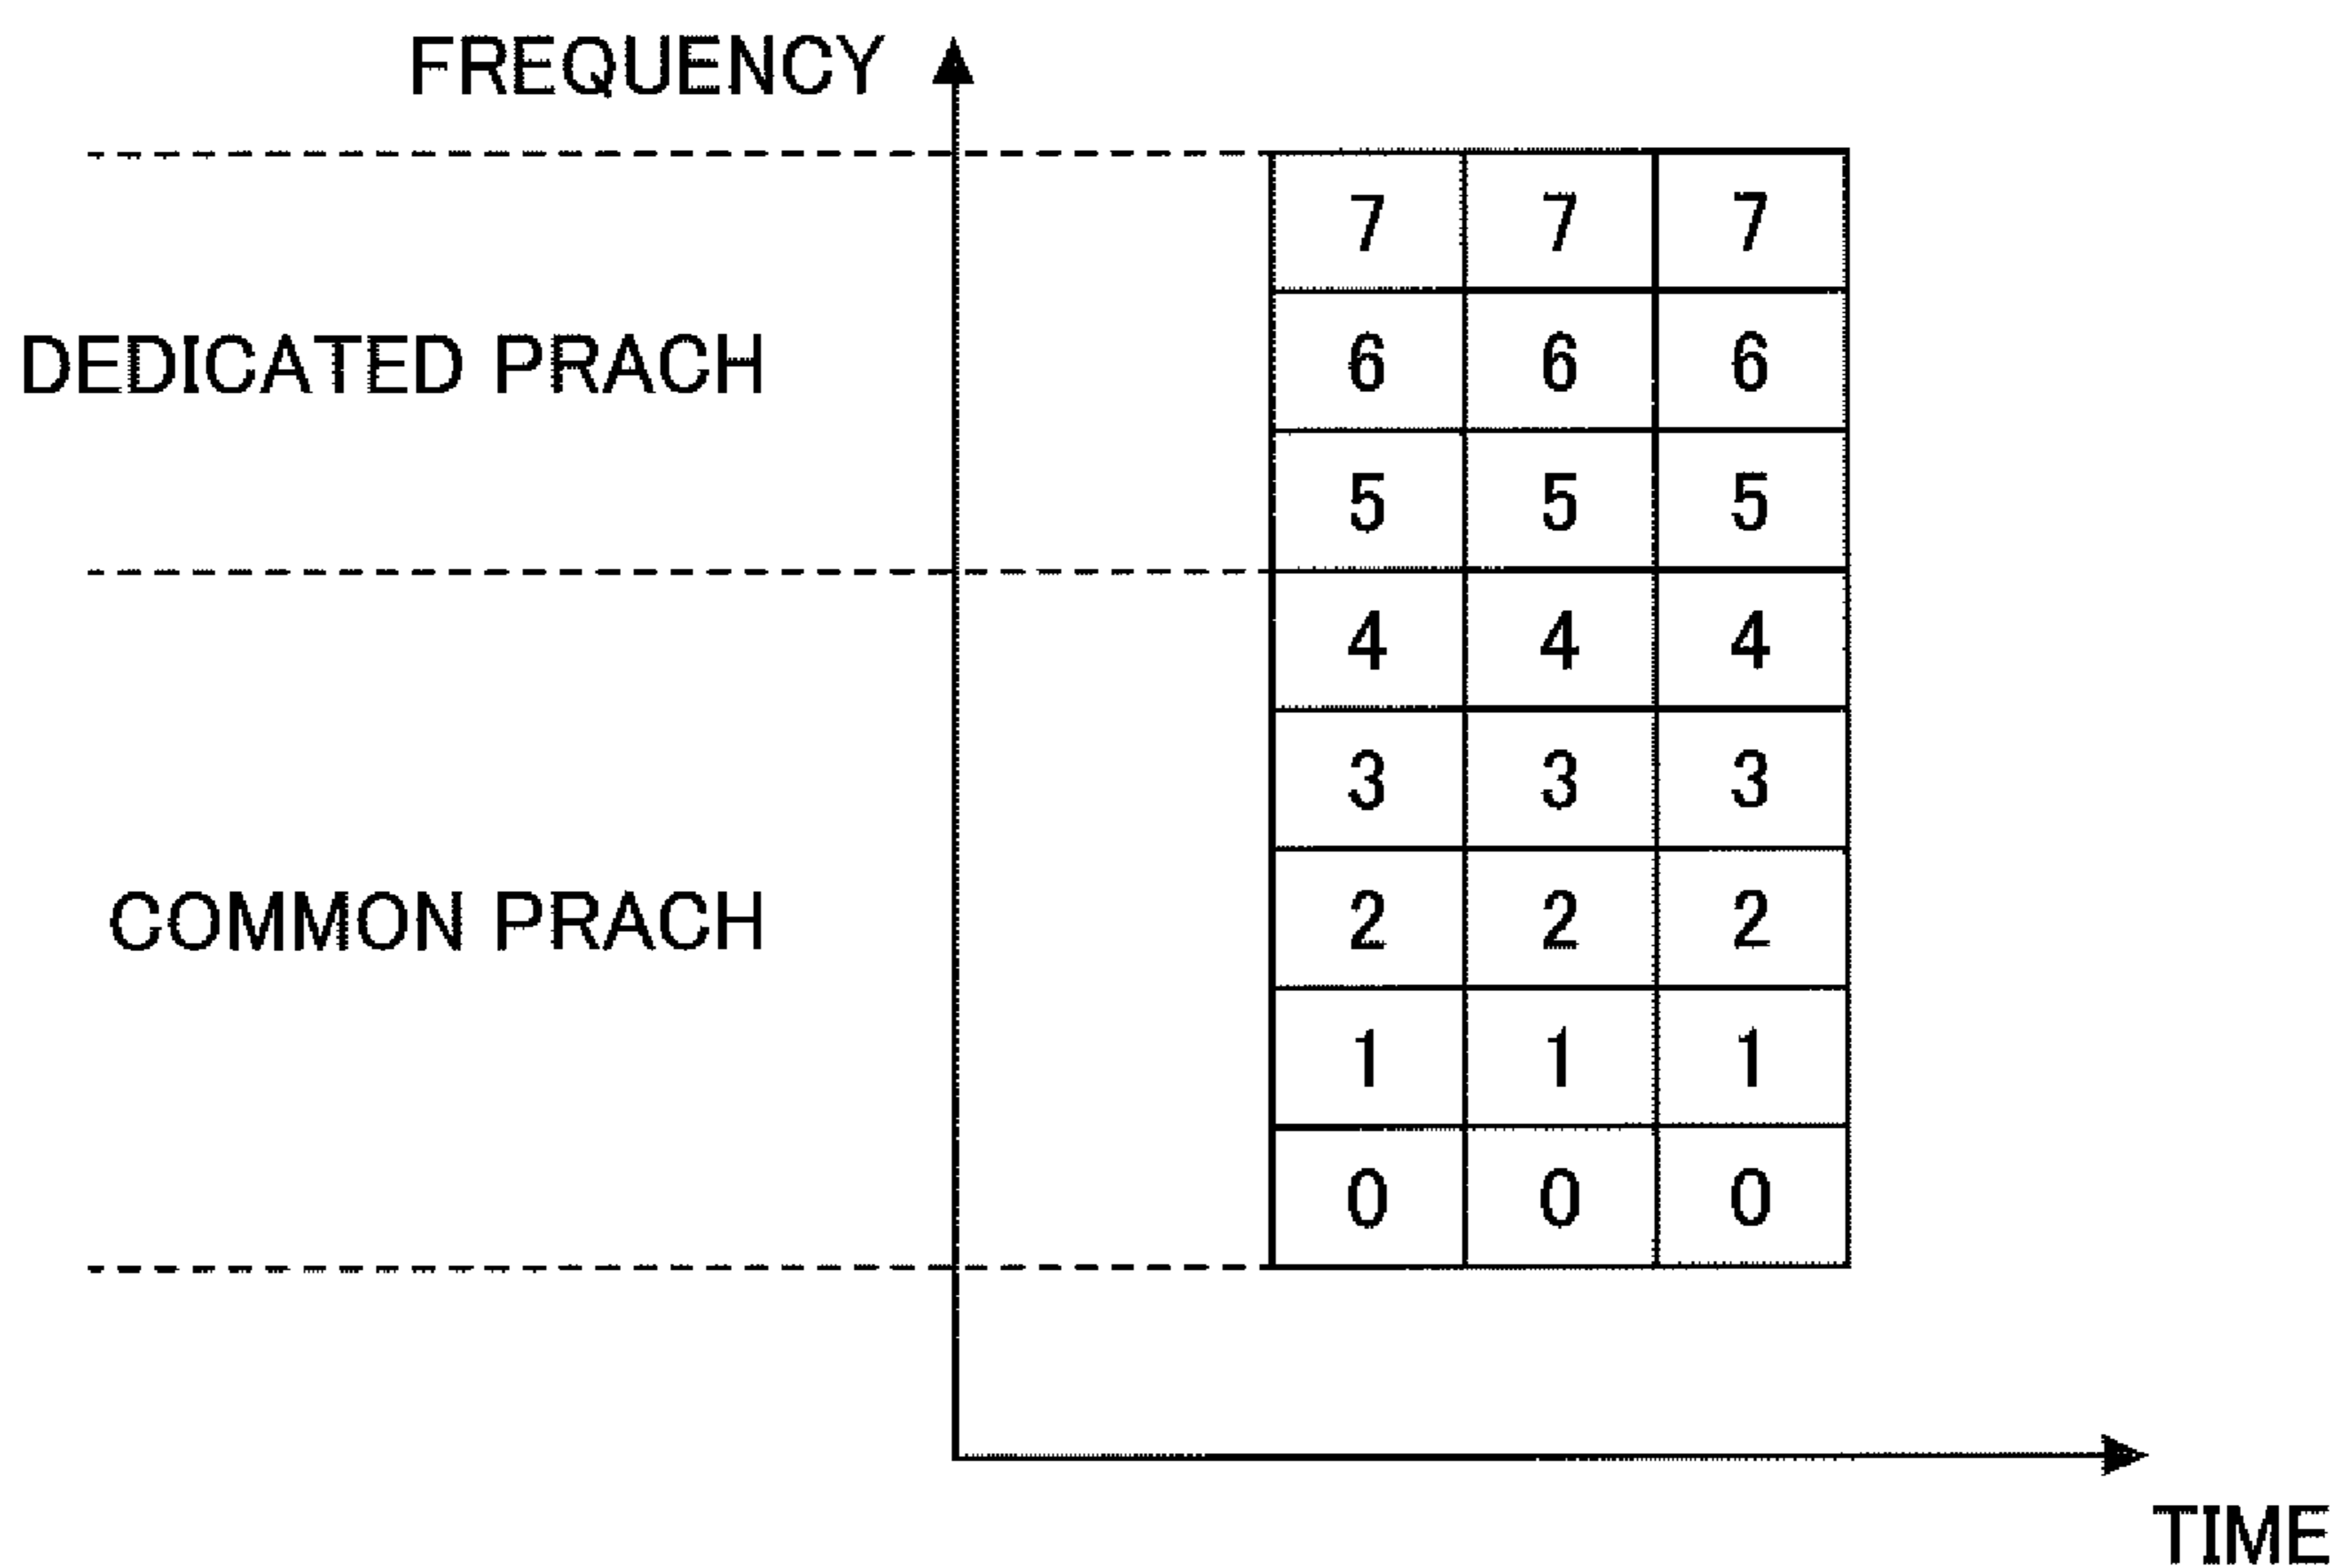 FREQUENCY
7 7 7
DEDICATED PRACH
6 6 6
5 5 5
4 4 4
3 3 3
COMMON PRACH
2 2 2
1 1 1
0 0 0
TIME